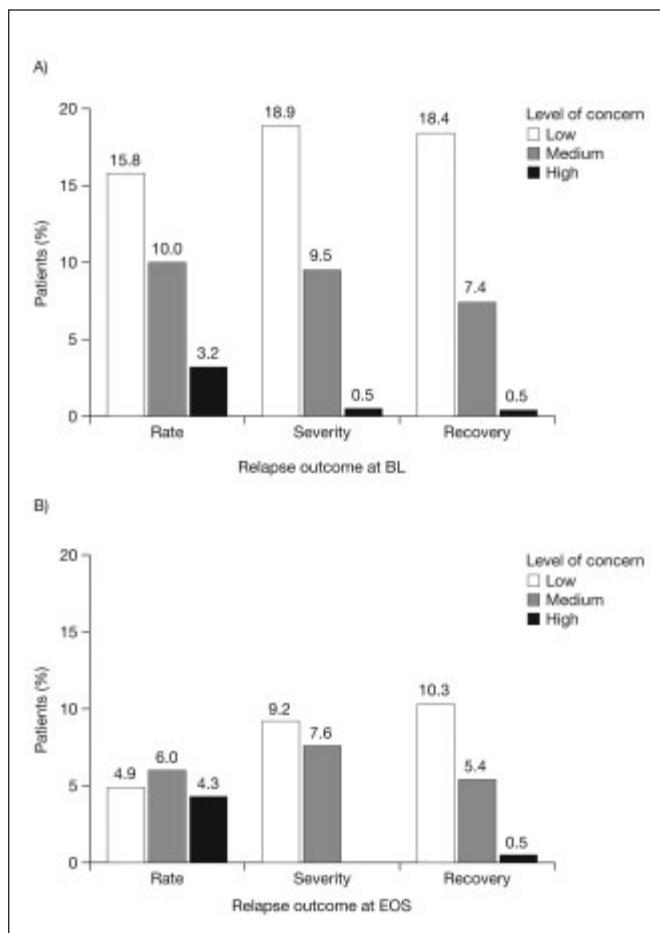 A)
20
15
10
5
0
Patients (%)
15.8
10.0
3.2
18.9
9.5
0.5
18.4
7.4
0.5
Level of concern
Low
Medium
High
Rate Severity Recovery
Relapse outcome at BL
B)
20
15
10
5
0
Patients (%)
4.9
6.0
4.3
9.2
7.6
10.3
5.4
0.5
Level of concern
Low
Medium
High
Rate Severity Recovery
Relapse outcome at EOS